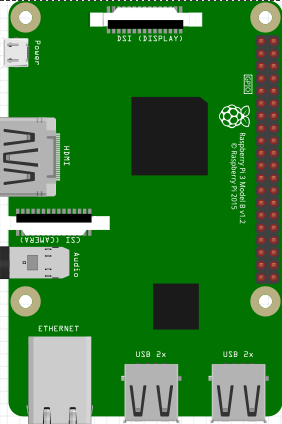 DSI (DISPLAY)
Power
GPIO
HDMI
Raspberry Pi 3 Model B v1.2
© Raspberry Pi 2015
CSI (CAMERA)
Audio
ETHERNET
USB 2x
USB 2x